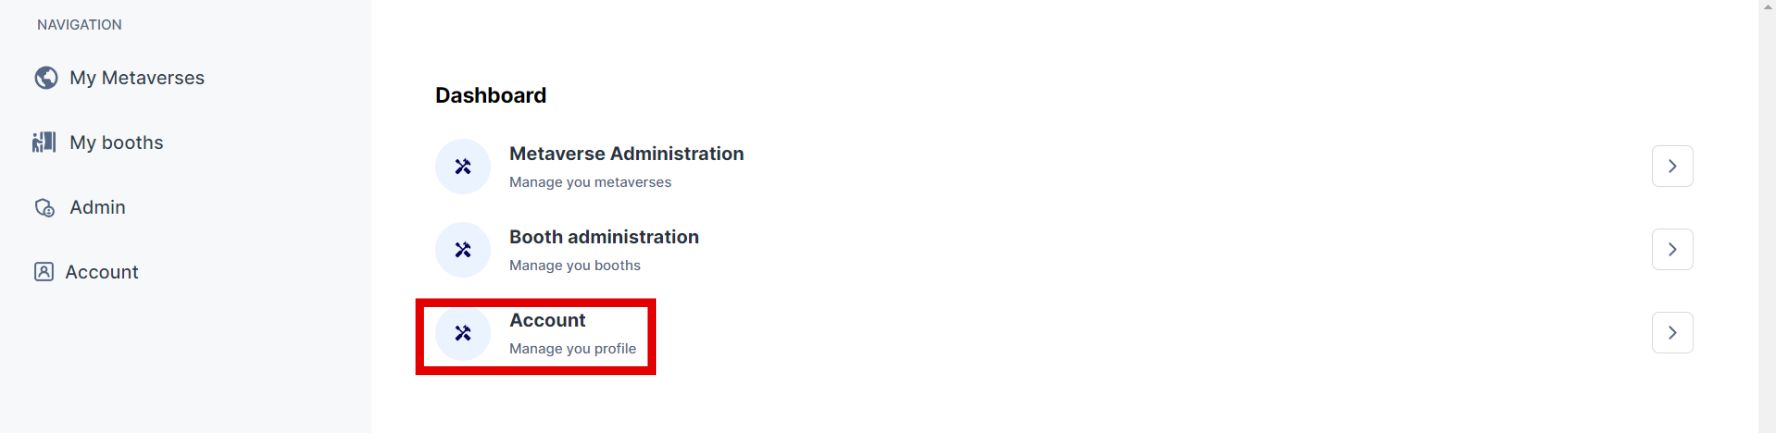 NAVIGATION
My Metaverses
My booths
Admin
Account
Dashboard
Metaverse Administration
Manage you metaverses
Booth administration
Manage you booths
Account
Manage you profile